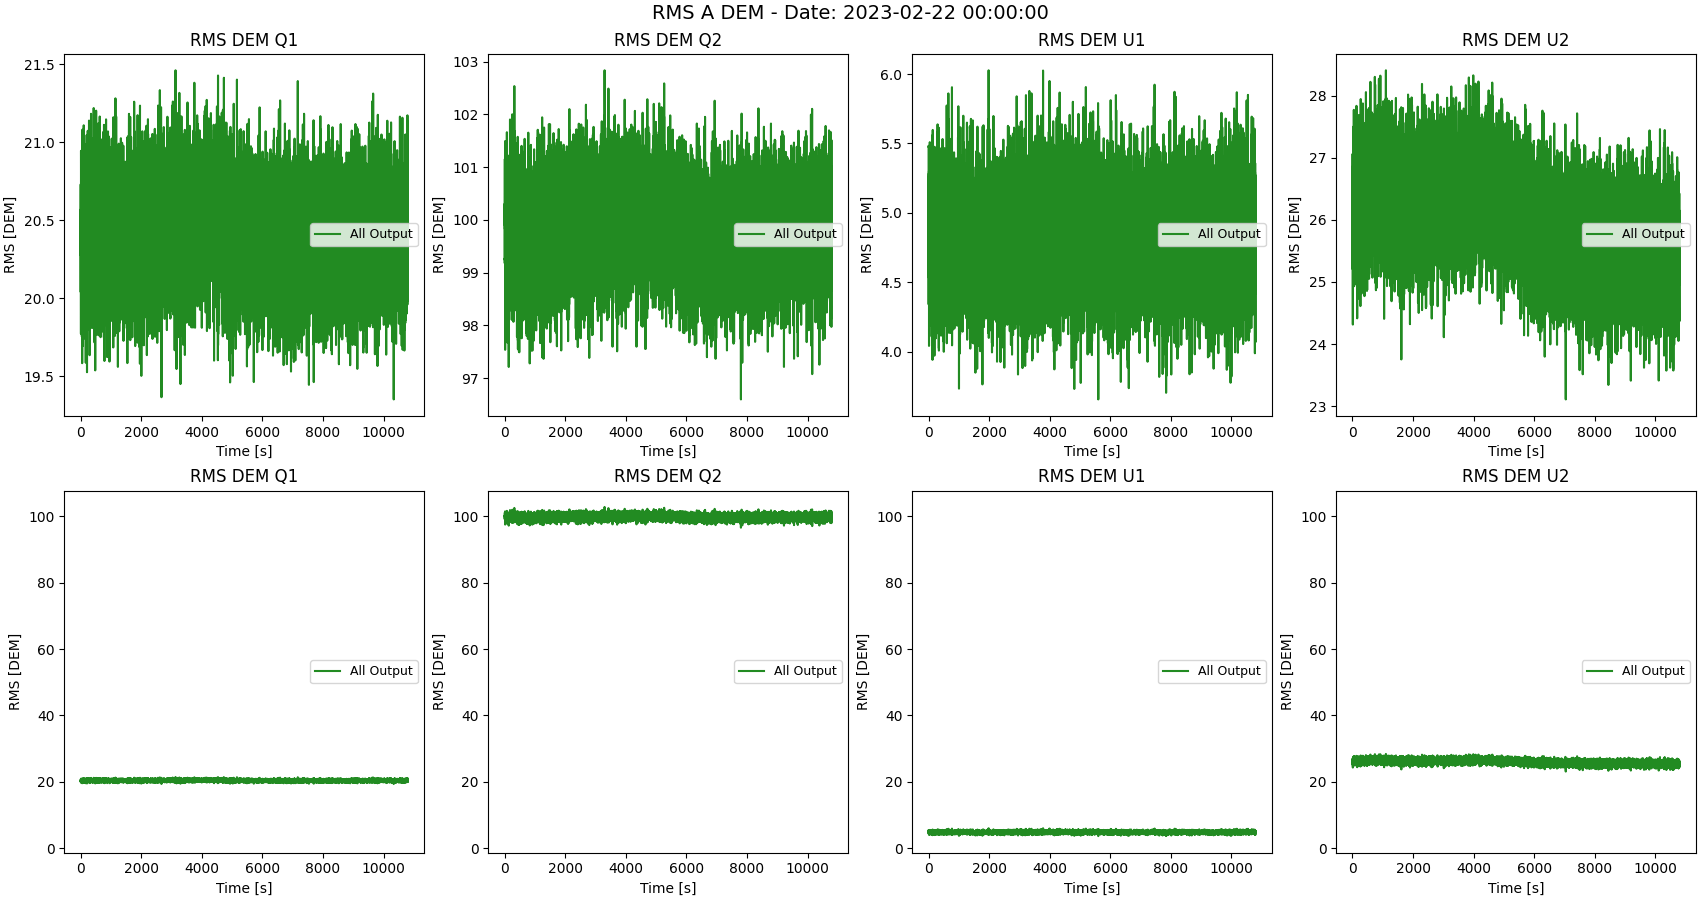 RMS A DEM - Date: 2023-02-22 00:00:00
RMS DEM Q1
RMS [DEM]
21.5
21.0
20.5
20.0
19.5
All Output
0 2000 4000 6000 8000 10000
Time [s]
RMS DEM Q2
RMS [DEM]
103
102
101
100
99
98
97
All Output
0 2000 4000 6000 8000 10000
Time [s]
RMS DEM U1
RMS [DEM]
6.0
5.5
5.0
4.5
4.0
All Output
0 2000 4000 6000 8000 10000
Time [s]
RMS DEM U2
RMS [DEM]
28
27
26
25
24
23
All Output
0 2000 4000 6000 8000 10000
Time [s]
RMS DEM Q1
RMS [DEM]
100
80
60
40
20
0
All Output
0 2000 4000 6000 8000 10000
Time [s]
RMS DEM Q2
RMS [DEM]
100
80
60
40
20
0
All Output
0 2000 4000 6000 8000 10000
Time [s]
RMS DEM U1
RMS [DEM]
100
80
60
40
20
0
All Output
0 2000 4000 6000 8000 10000
Time [s]
RMS DEM U2
RMS [DEM]
100
80
60
40
20
0
All Output
0 2000 4000 6000 8000 10000
Time [s]